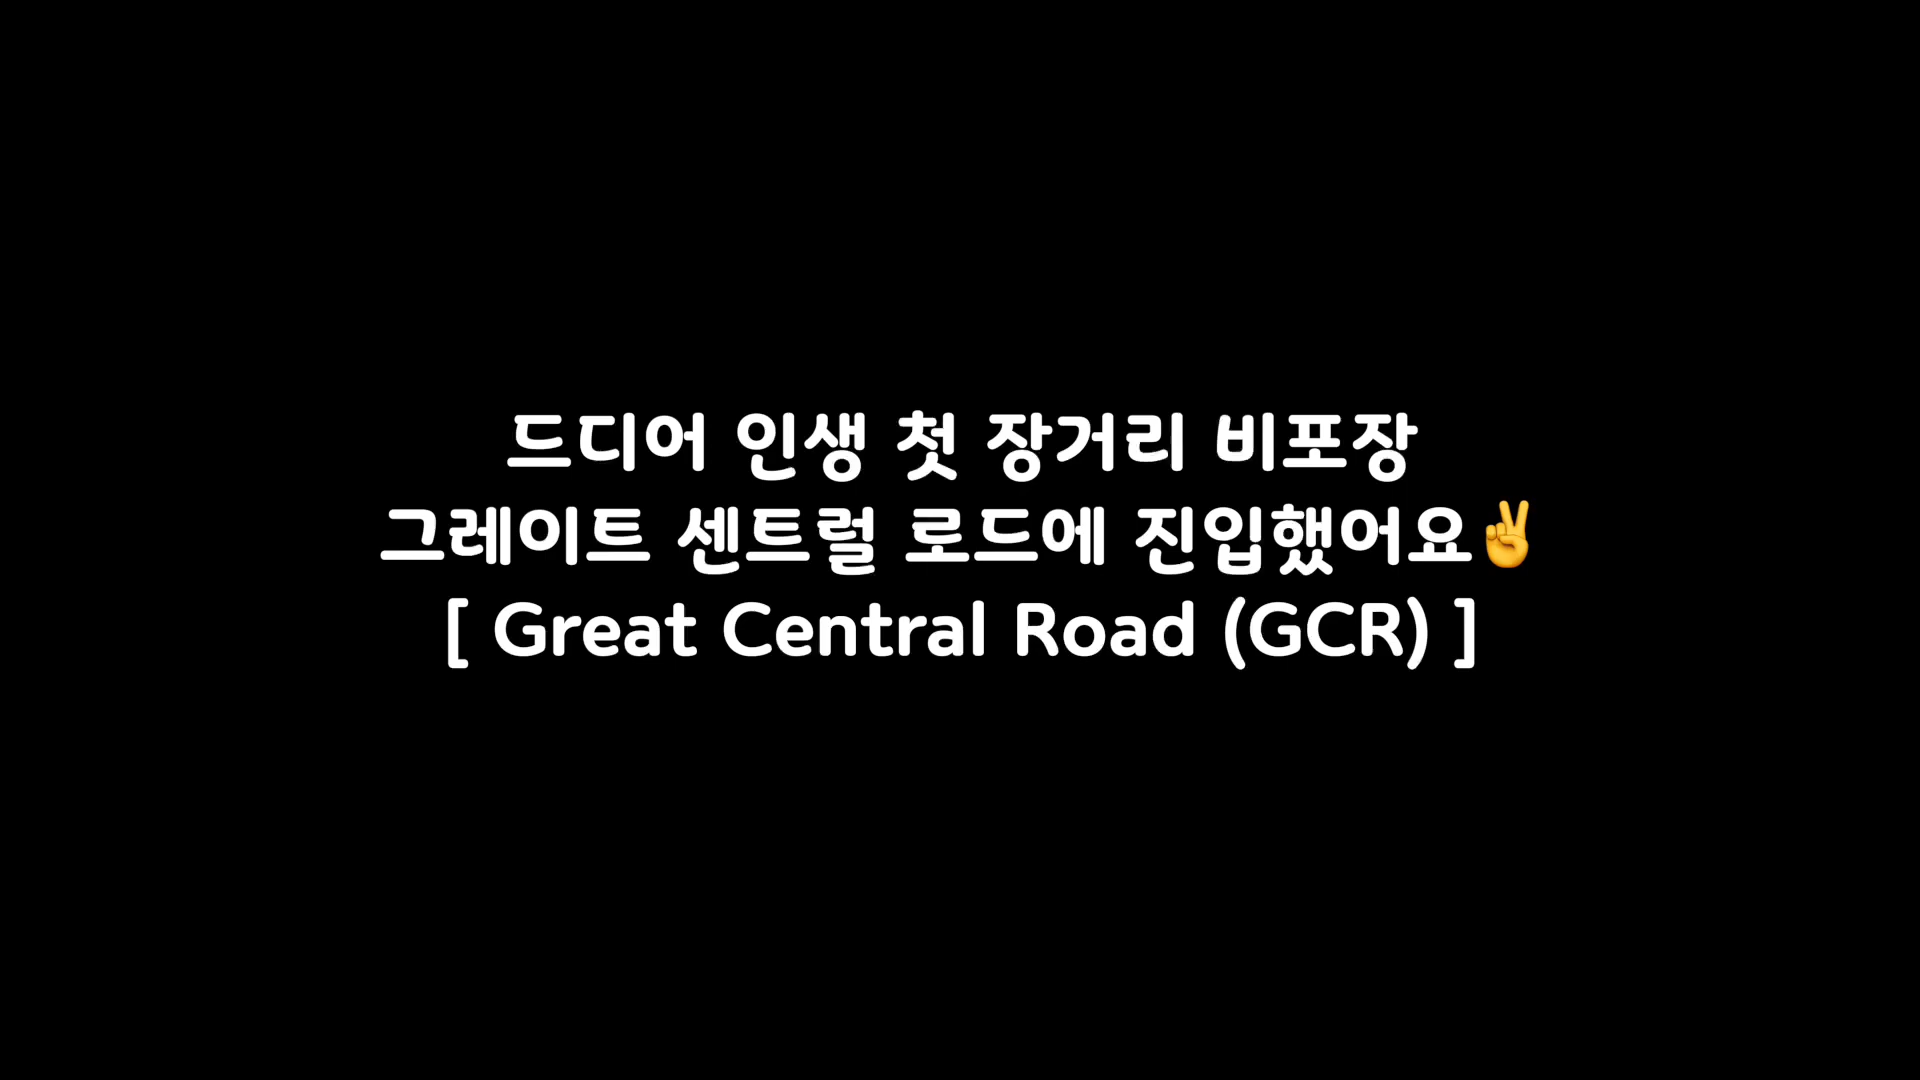 드디어 인생 첫 장거리 비포장
그레이트 센트럴 로드에 진입했어요✌️
[ Great Central Road (GCR) ]